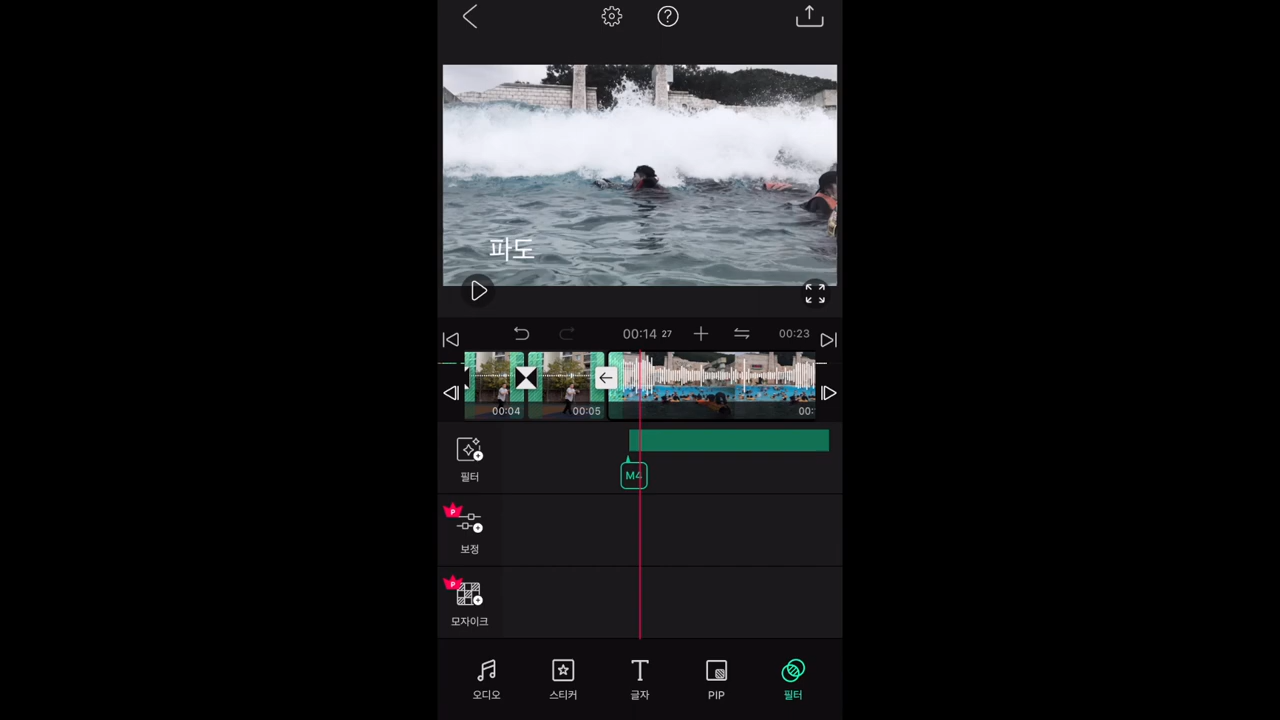 파도
00:14 27
00:23
00:04
00:05
00:
필터
M4
P
보정
P
모자이크
오디오
스티커
글자
PIP
필터